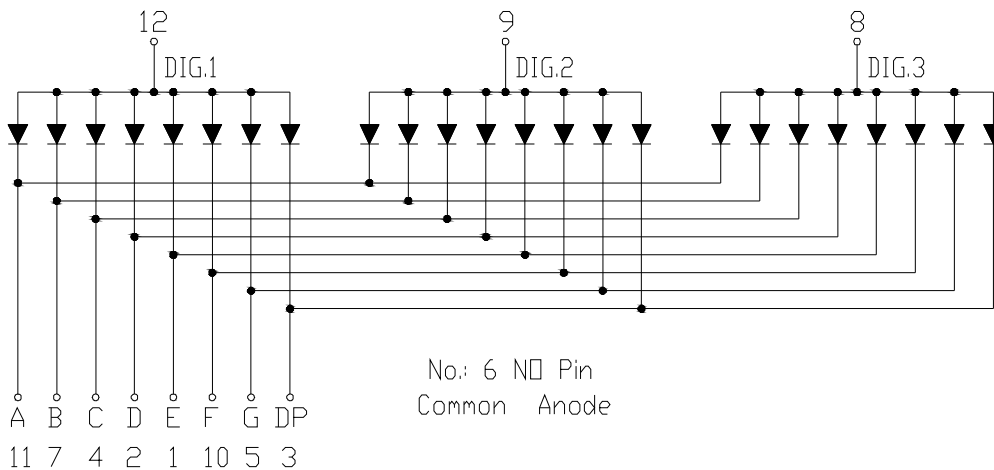 12 9 8
DIG.1 DIG.2 DIG.3
No.: 6 NO Pin
Common Anode
A B C D E F G DP
11 7 4 2 1 10 5 3